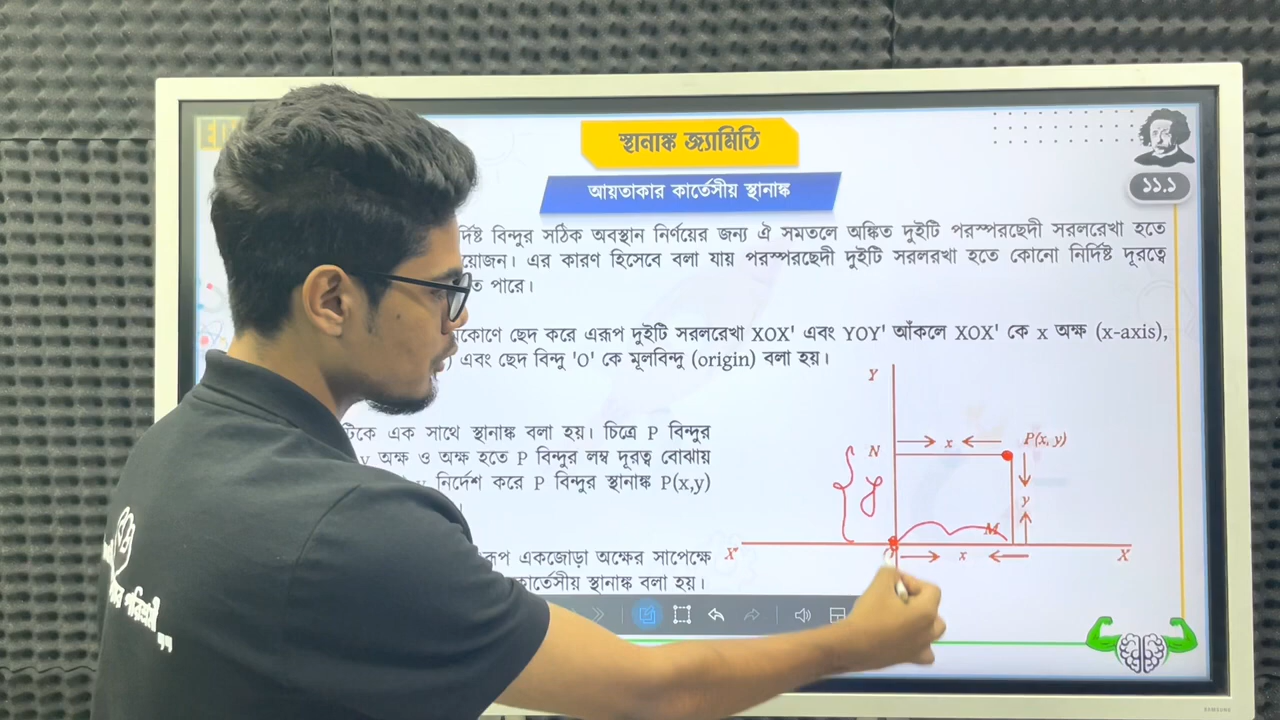 স্থানাঙ্ক জ্যামিতি
আয়তাকার কার্তেসীয় স্থানাঙ্ক
১১.১
বিন্দুর সঠিক অবস্থান নির্ণয়ের জন্য ঐ সমতলে অঙ্কিত দুইটি পরস্পরছেদী সরলরেখা হতে
এর কারণ হিসেবে বলা যায় পরস্পরছেদী দুইটি সরলরখা হতে কোনো নির্দিষ্ট দূরত্বে
পারে।
ছেদ করে এরূপ দুইটি সরলরেখা XOX' এবং YOY' আঁকলে XOX' কে x অক্ষ (x-axis),
এবং ছেদ বিন্দু 'O' কে মূলবিন্দু (origin) বলা হয়।
এক সাথে স্থানাঙ্ক বলা হয়। চিত্রে P বিন্দুর
y অক্ষ ও অক্ষ হতে P বিন্দুর লম্ব দূরত্ব বোঝায়
নির্দেশ করে P বিন্দুর স্থানাঙ্ক P(x,y)
একজোড়া অক্ষের সাপেক্ষে
কার্তেসীয় স্থানাঙ্ক বলা হয়।
Y
N
x
P(x, y)
y
y
M
X'
x
X
SAMSUNG